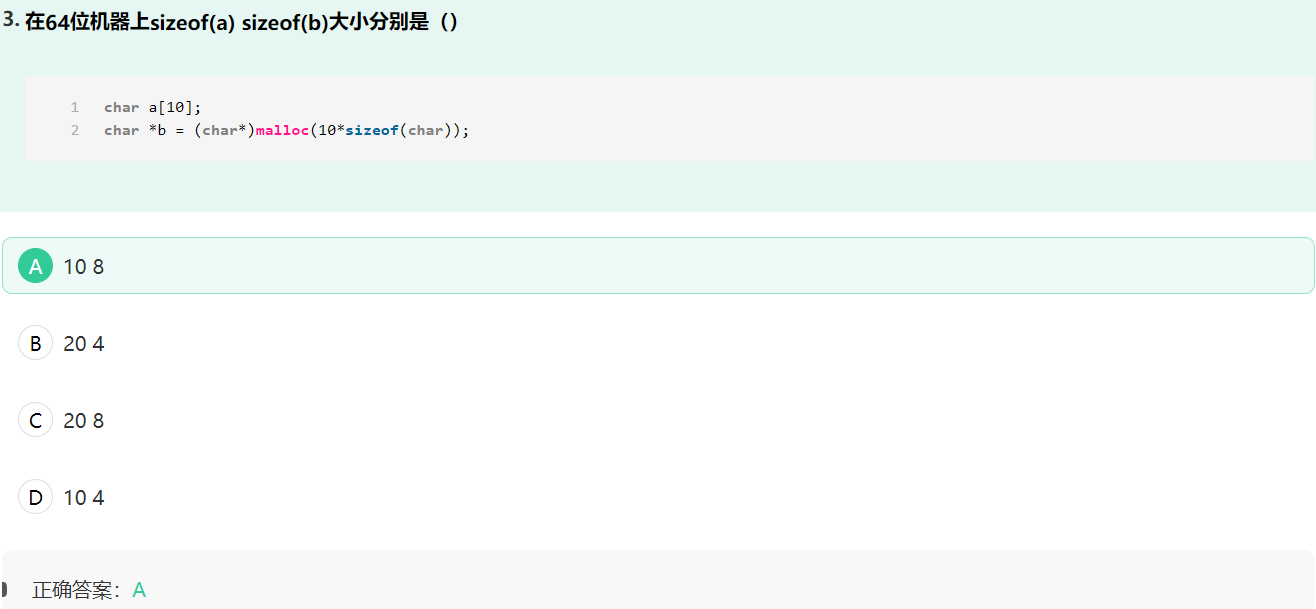 3. 在64位机器上sizeof(a) sizeof(b)大小分别是（）
1 char a[10];
2 char *b = (char*)malloc(10*sizeof(char));
A 10 8
B 20 4
C 20 8
D 10 4
正确答案：A